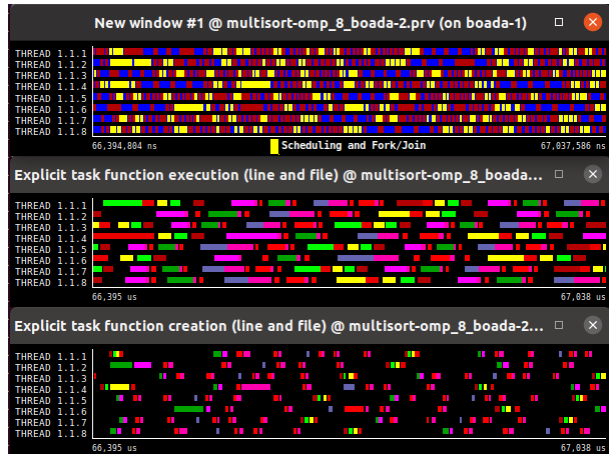 New window #1 @ multisort-omp_8_boada-2.prv (on boada-1)
THREAD 1.1.1
THREAD 1.1.2
THREAD 1.1.3
THREAD 1.1.4
THREAD 1.1.5
THREAD 1.1.6
THREAD 1.1.7
THREAD 1.1.8
66,394,804 ns
Scheduling and Fork/Join
67,037,586 ns
Explicit task function execution (line and file) @ multisort-omp_8_boada...
THREAD 1.1.1
THREAD 1.1.2
THREAD 1.1.3
THREAD 1.1.4
THREAD 1.1.5
THREAD 1.1.6
THREAD 1.1.7
THREAD 1.1.8
66,395 us
67,038 us
Explicit task function creation (line and file) @ multisort-omp_8_boada-2...
THREAD 1.1.1
THREAD 1.1.2
THREAD 1.1.3
THREAD 1.1.4
THREAD 1.1.5
THREAD 1.1.6
THREAD 1.1.7
THREAD 1.1.8
66,395 us
67,038 us